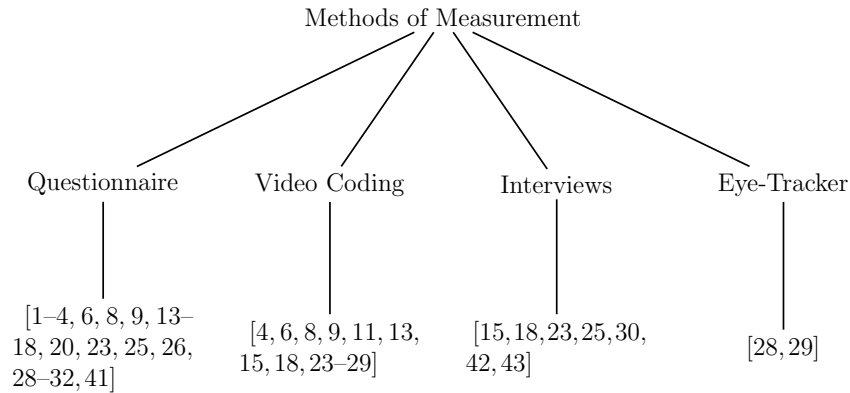 Methods of Measurement
Questionnaire
Video Coding
Interviews
Eye-Tracker
[1–4, 6, 8, 9, 13–
18, 20, 23, 25, 26,
28–32, 41]
[4, 6, 8, 9, 11, 13,
15, 18, 23–29]
[15, 18, 23, 25, 30,
42, 43]
[28, 29]